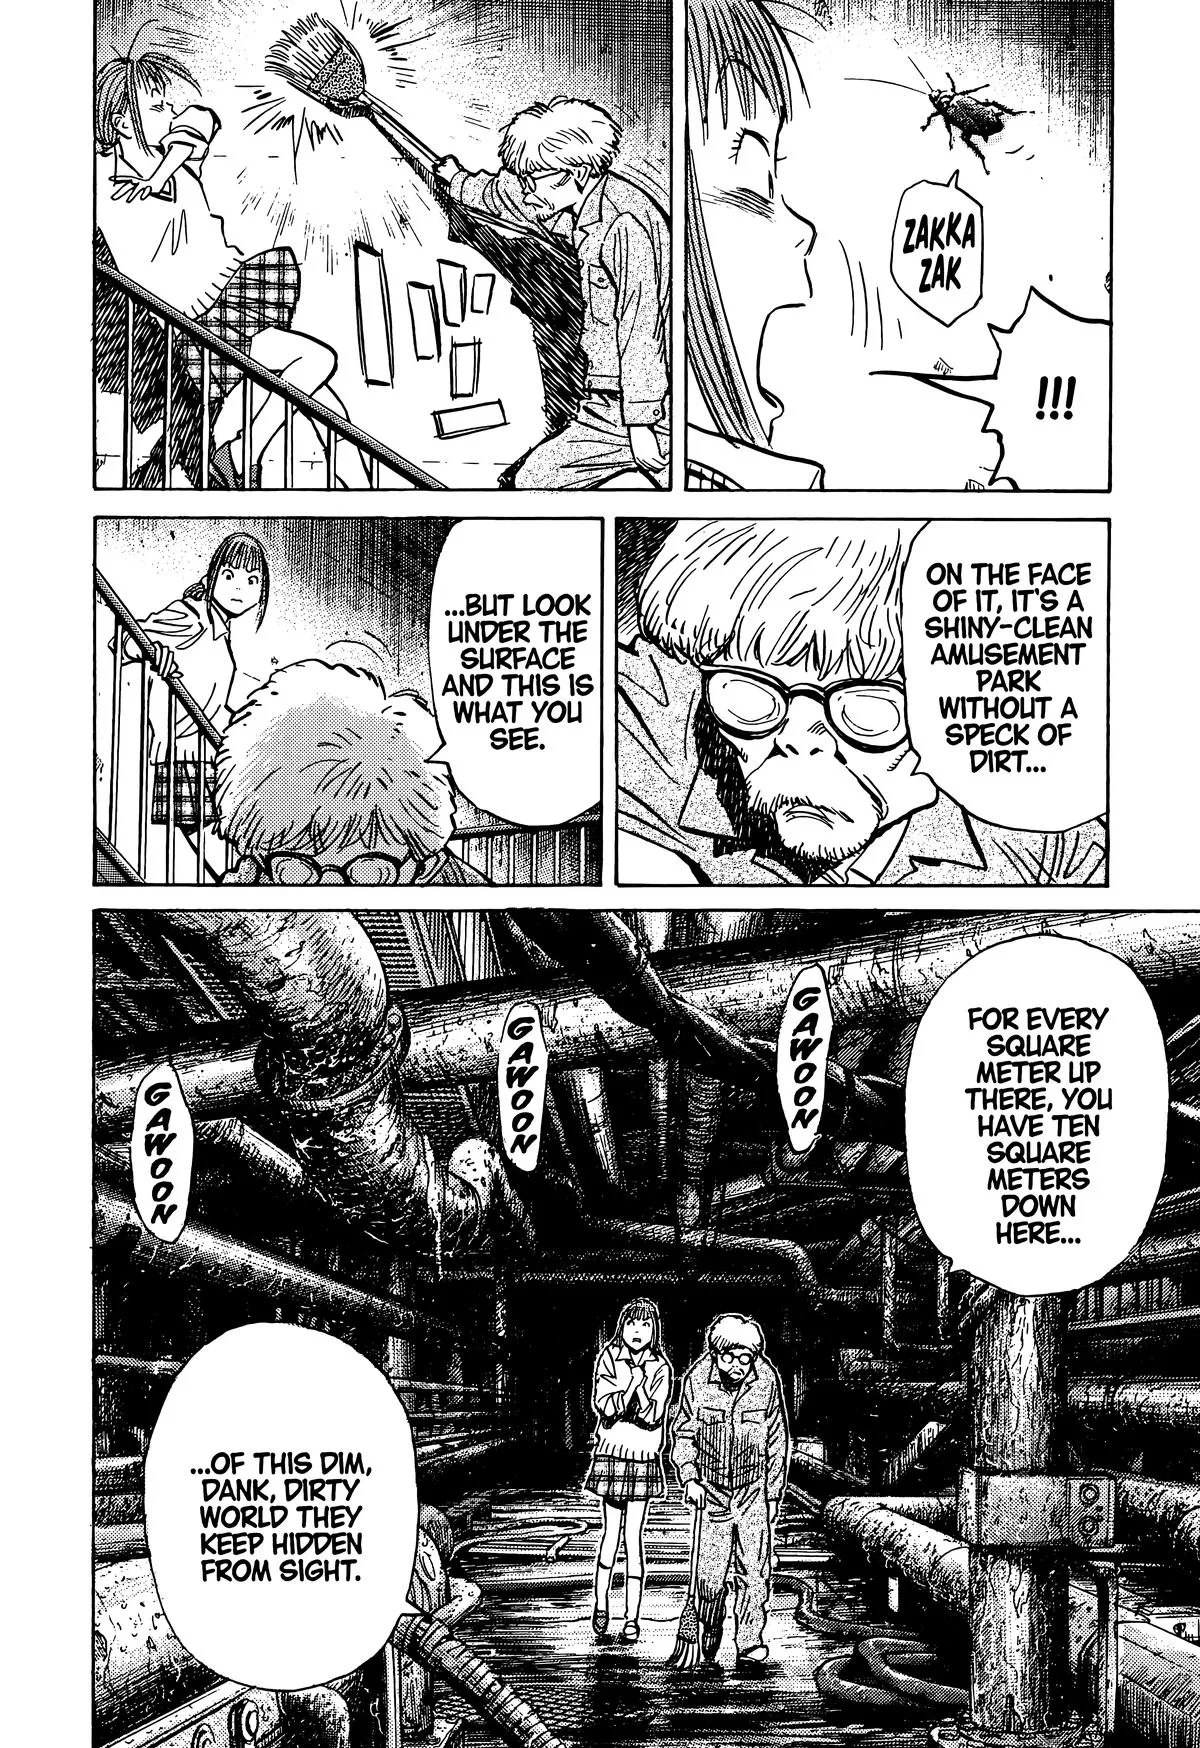 ZAKKA
ZAK
!!!
ON THE FACE
OF IT, IT'S A
SHINY-CLEAN
AMUSEMENT
PARK
WITHOUT A
SPECK OF
DIRT...
...BUT LOOK
UNDER THE
SURFACE
AND THIS IS
WHAT YOU
SEE.
FOR EVERY
SQUARE
METER UP
THERE, YOU
HAVE TEN
SQUARE
METERS
DOWN
HERE...
GAWOON
GAWOON
GAWOON
...OF THIS DIM,
DANK, DIRTY
WORLD THEY
KEEP HIDDEN
FROM SIGHT.